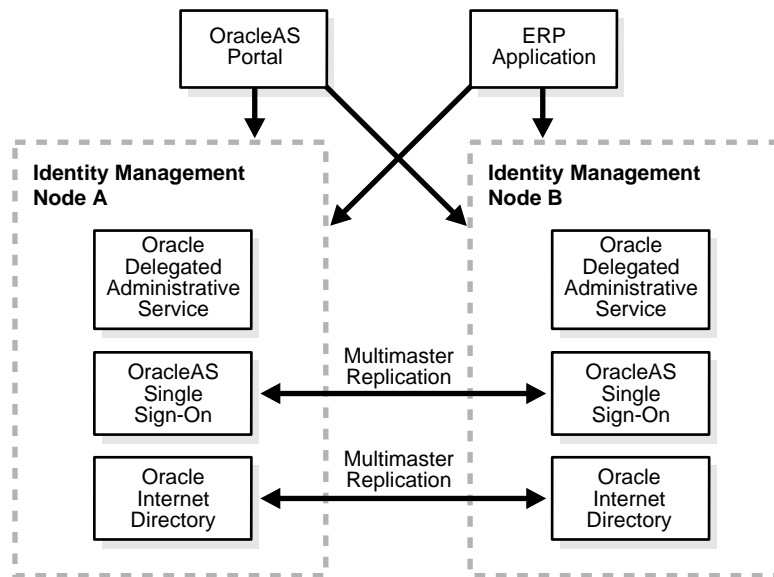 OracleAS
Portal
ERP
Application
Identity Management
Node A
Identity Management
Node B
Oracle
Delegated
Administrative
Service
Oracle
Delegated
Administrative
Service
OracleAS
Single
Sign-On
Multimaster
Replication
OracleAS
Single
Sign-On
Oracle
Internet
Directory
Multimaster
Replication
Oracle
Internet
Directory